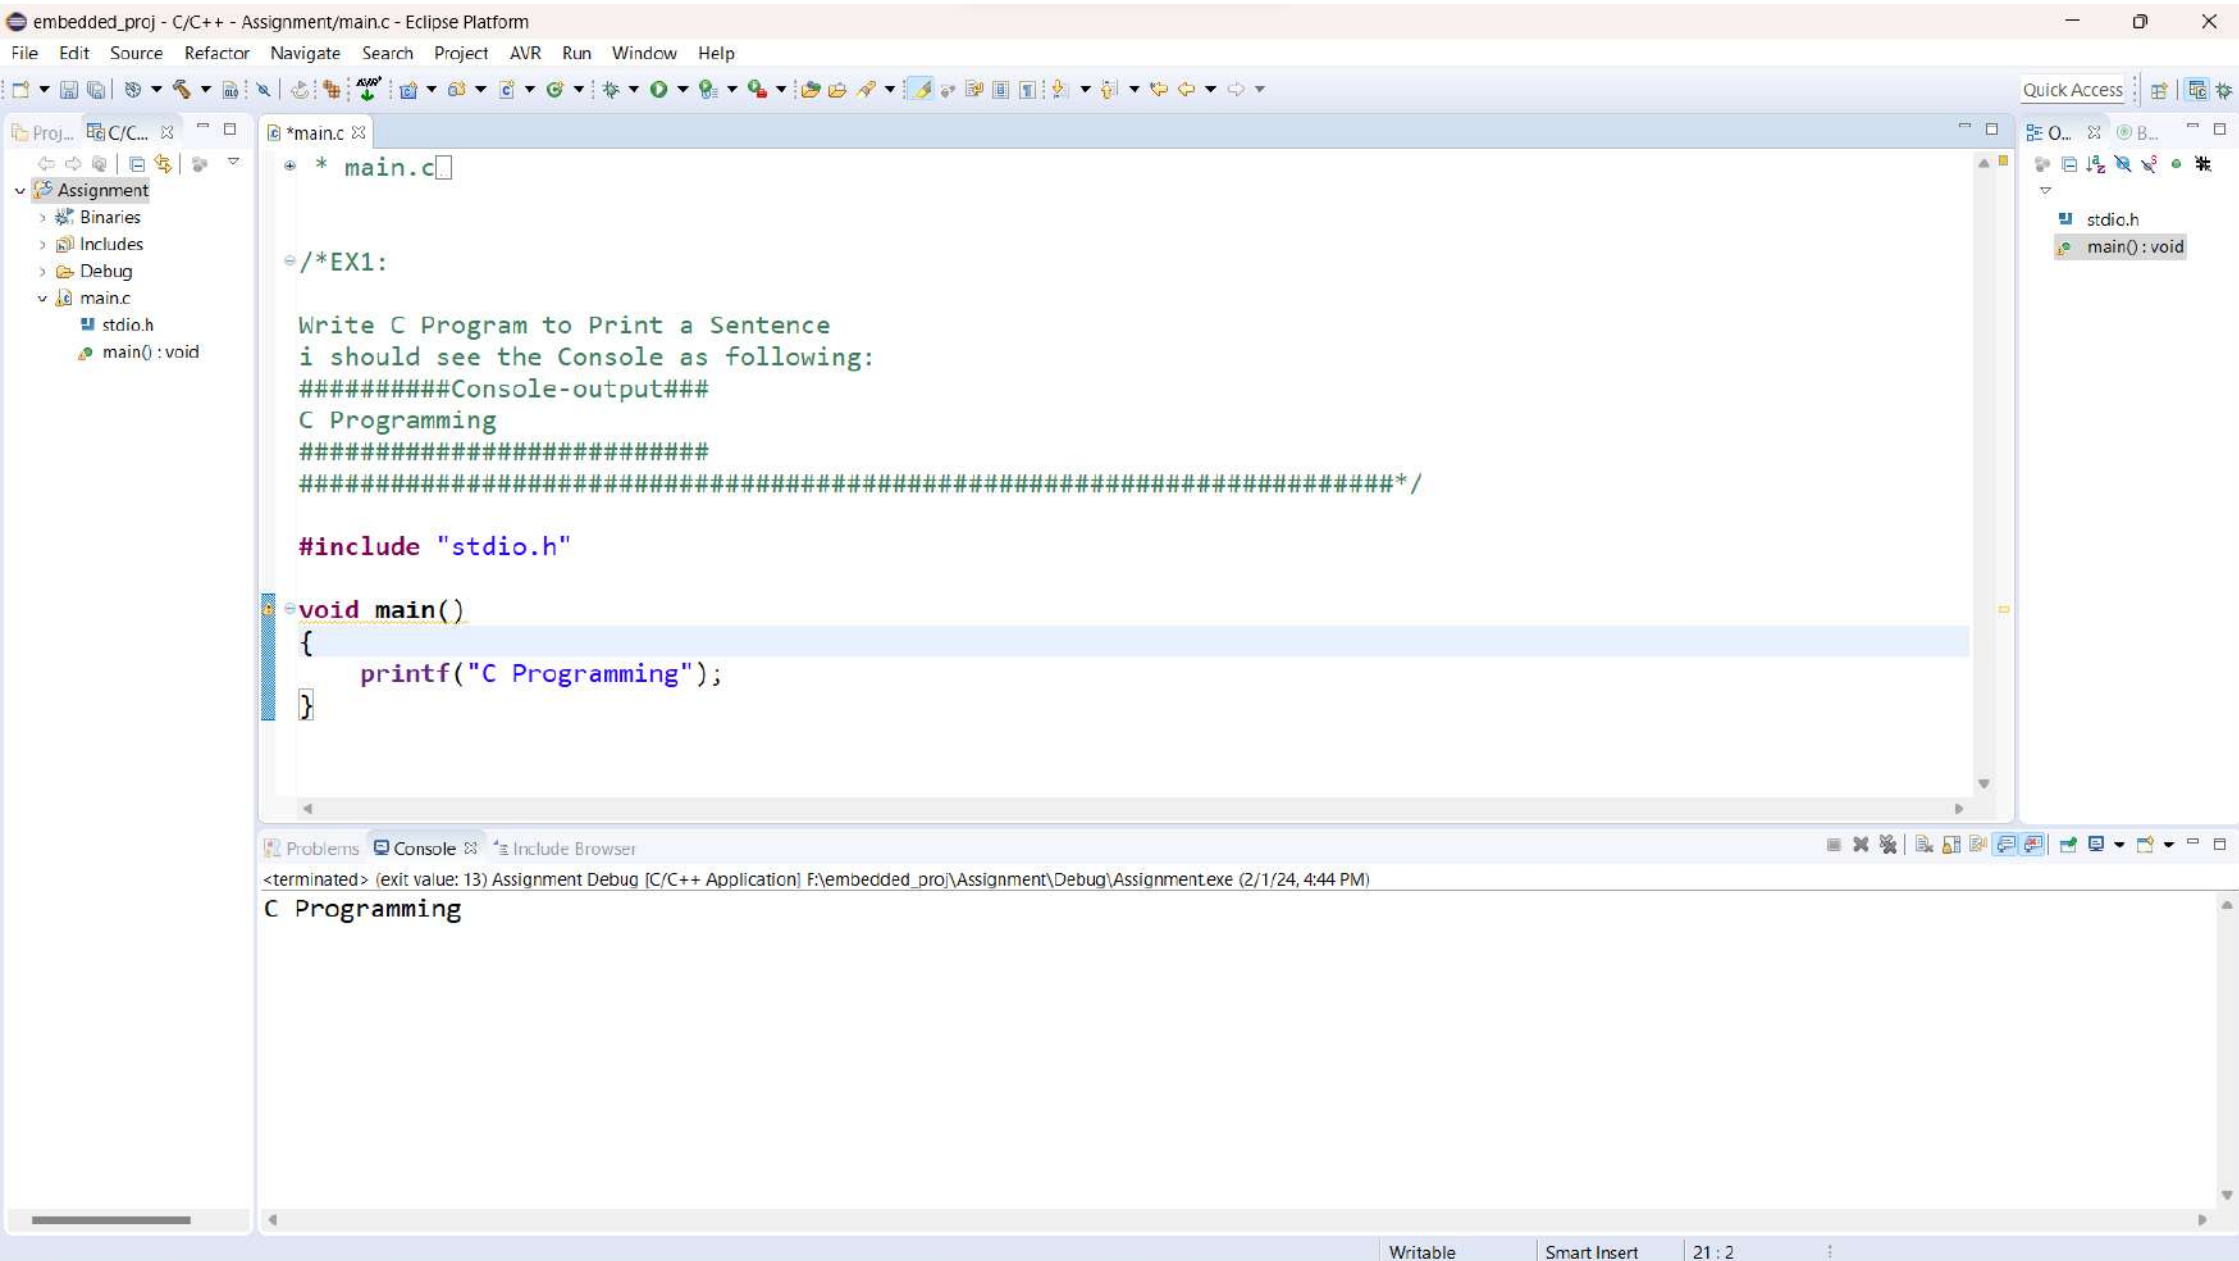 embedded_proj - C/C++ - Assignment/main.c - Eclipse Platform
File Edit Source Refactor Navigate Search Project AVR Run Window Help
Quick Access
Proj... C/C...
Assignment
Binaries
Includes
Debug
main.c
stdio.h
main() : void
*main.c
* main.c
/*EX1:
Write C Program to Print a Sentence
i should see the Console as following:
##########Console-output###
C Programming
###########################
########################################################################*/
#include "stdio.h"
void main()
{
printf("C Programming");
}
O... B...
stdio.h
main() : void
Problems Console Include Browser
<terminated> (exit value: 13) Assignment Debug [C/C++ Application] F:\embedded_proj\Assignment\Debug\Assignment.exe (2/1/24, 4:44 PM)
C Programming
Writable Smart Insert 21 : 2